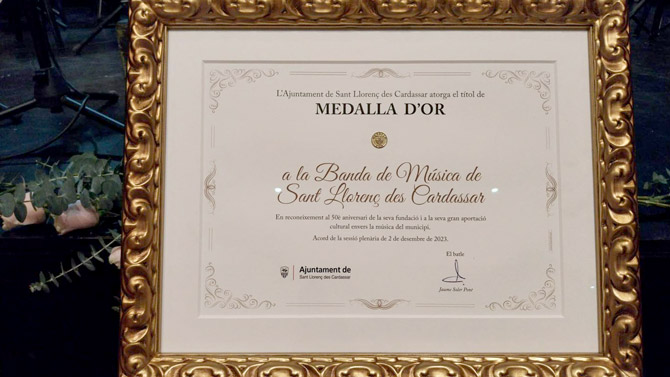 L'Ajuntament de Sant Llorenç des Cardassar atorga el títol de
MEDALLA D'OR
a la Banda de Música de
Sant Llorenç des Cardassar
En reconeixement al 50è aniversari de la seva fundació i a la seva gran aportació
cultural envers la música del municipi.
Acord de la sessió plenària de 2 de desembre de 2023.
El batle
Ajuntament de
Sant Llorenç des Cardassar
Jaume Soler Pont